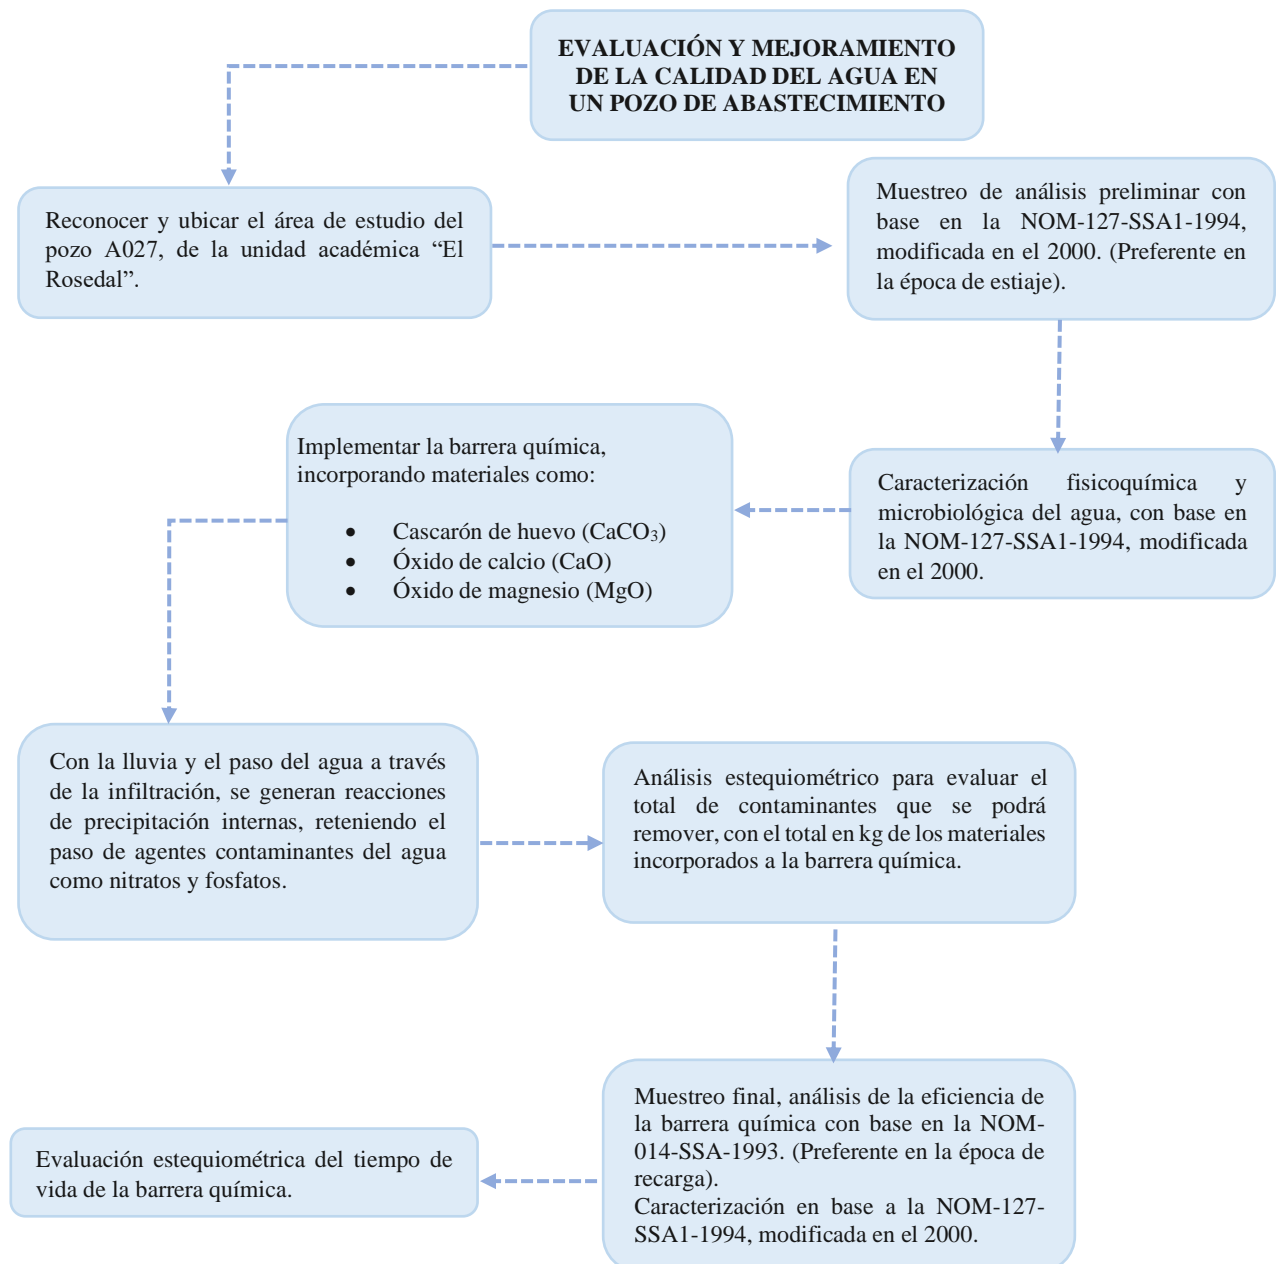 EVALUACIÓN Y MEJORAMIENTO
DE LA CALIDAD DEL AGUA EN
UN POZO DE ABASTECIMIENTO
Reconocer y ubicar el área de estudio del
pozo A027, de la unidad académica “El
Rosedal”.
Muestreo de análisis preliminar con
base en la NOM-127-SSA1-1994,
modificada en el 2000. (Preferente en
la época de estiaje).
Caracterización fisicoquímica y
microbiológica del agua, con base en
la NOM-127-SSA1-1994, modificada
en el 2000.
Implementar la barrera química,
incorporando materiales como:
• Cascarón de huevo (CaCO₃)
• Óxido de calcio (CaO)
• Óxido de magnesio (MgO)
Con la lluvia y el paso del agua a través
de la infiltración, se generan reacciones
de precipitación internas, reteniendo el
paso de agentes contaminantes del agua
como nitratos y fosfatos.
Análisis estequiométrico para evaluar el
total de contaminantes que se podrá
remover, con el total en kg de los materiales
incorporados a la barrera química.
Muestreo final, análisis de la eficiencia de
la barrera química con base en la NOM-
014-SSA-1993. (Preferente en la época de
recarga).
Caracterización en base a la NOM-127-
SSA1-1994, modificada en el 2000.
Evaluación estequiométrica del tiempo de
vida de la barrera química.